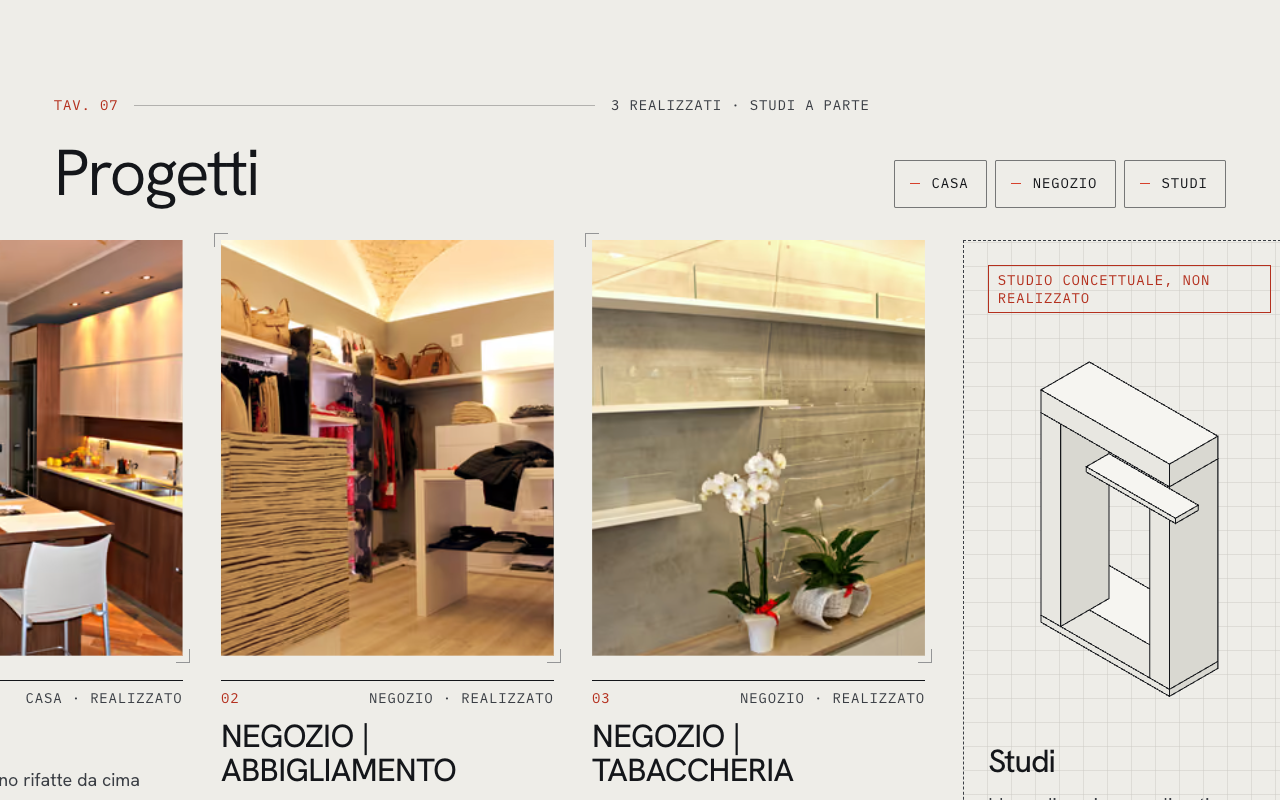 TAV. 07
3 REALIZZATI · STUDI A PARTE
Progetti
— CASA
— NEGOZIO
— STUDI
STUDIO CONCETTUALE, NON
REALIZZATO
CASA · REALIZZATO
no rifatte da cima
02
NEGOZIO · REALIZZATO
NEGOZIO |
ABBIGLIAMENTO
03
NEGOZIO · REALIZZATO
NEGOZIO |
TABACCHERIA
Studi